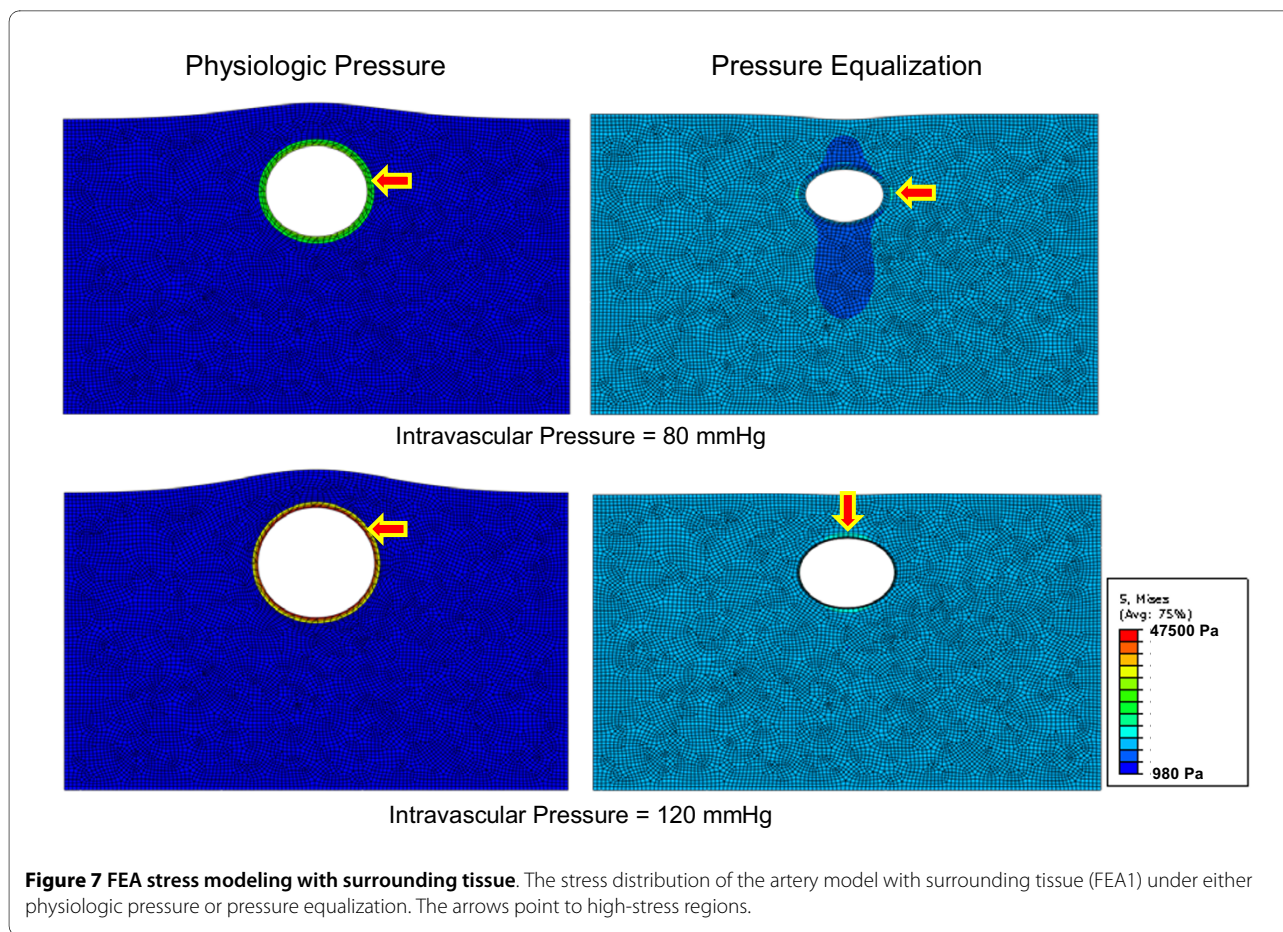 Physiologic Pressure
Pressure Equalization
Intravascular Pressure = 80 mmHg
S, Mises
(Avg: 75%)
47500 Pa
980 Pa
Intravascular Pressure = 120 mmHg
Figure 7 FEA stress modeling with surrounding tissue. The stress distribution of the artery model with surrounding tissue (FEA1) under either
physiologic pressure or pressure equalization. The arrows point to high-stress regions.